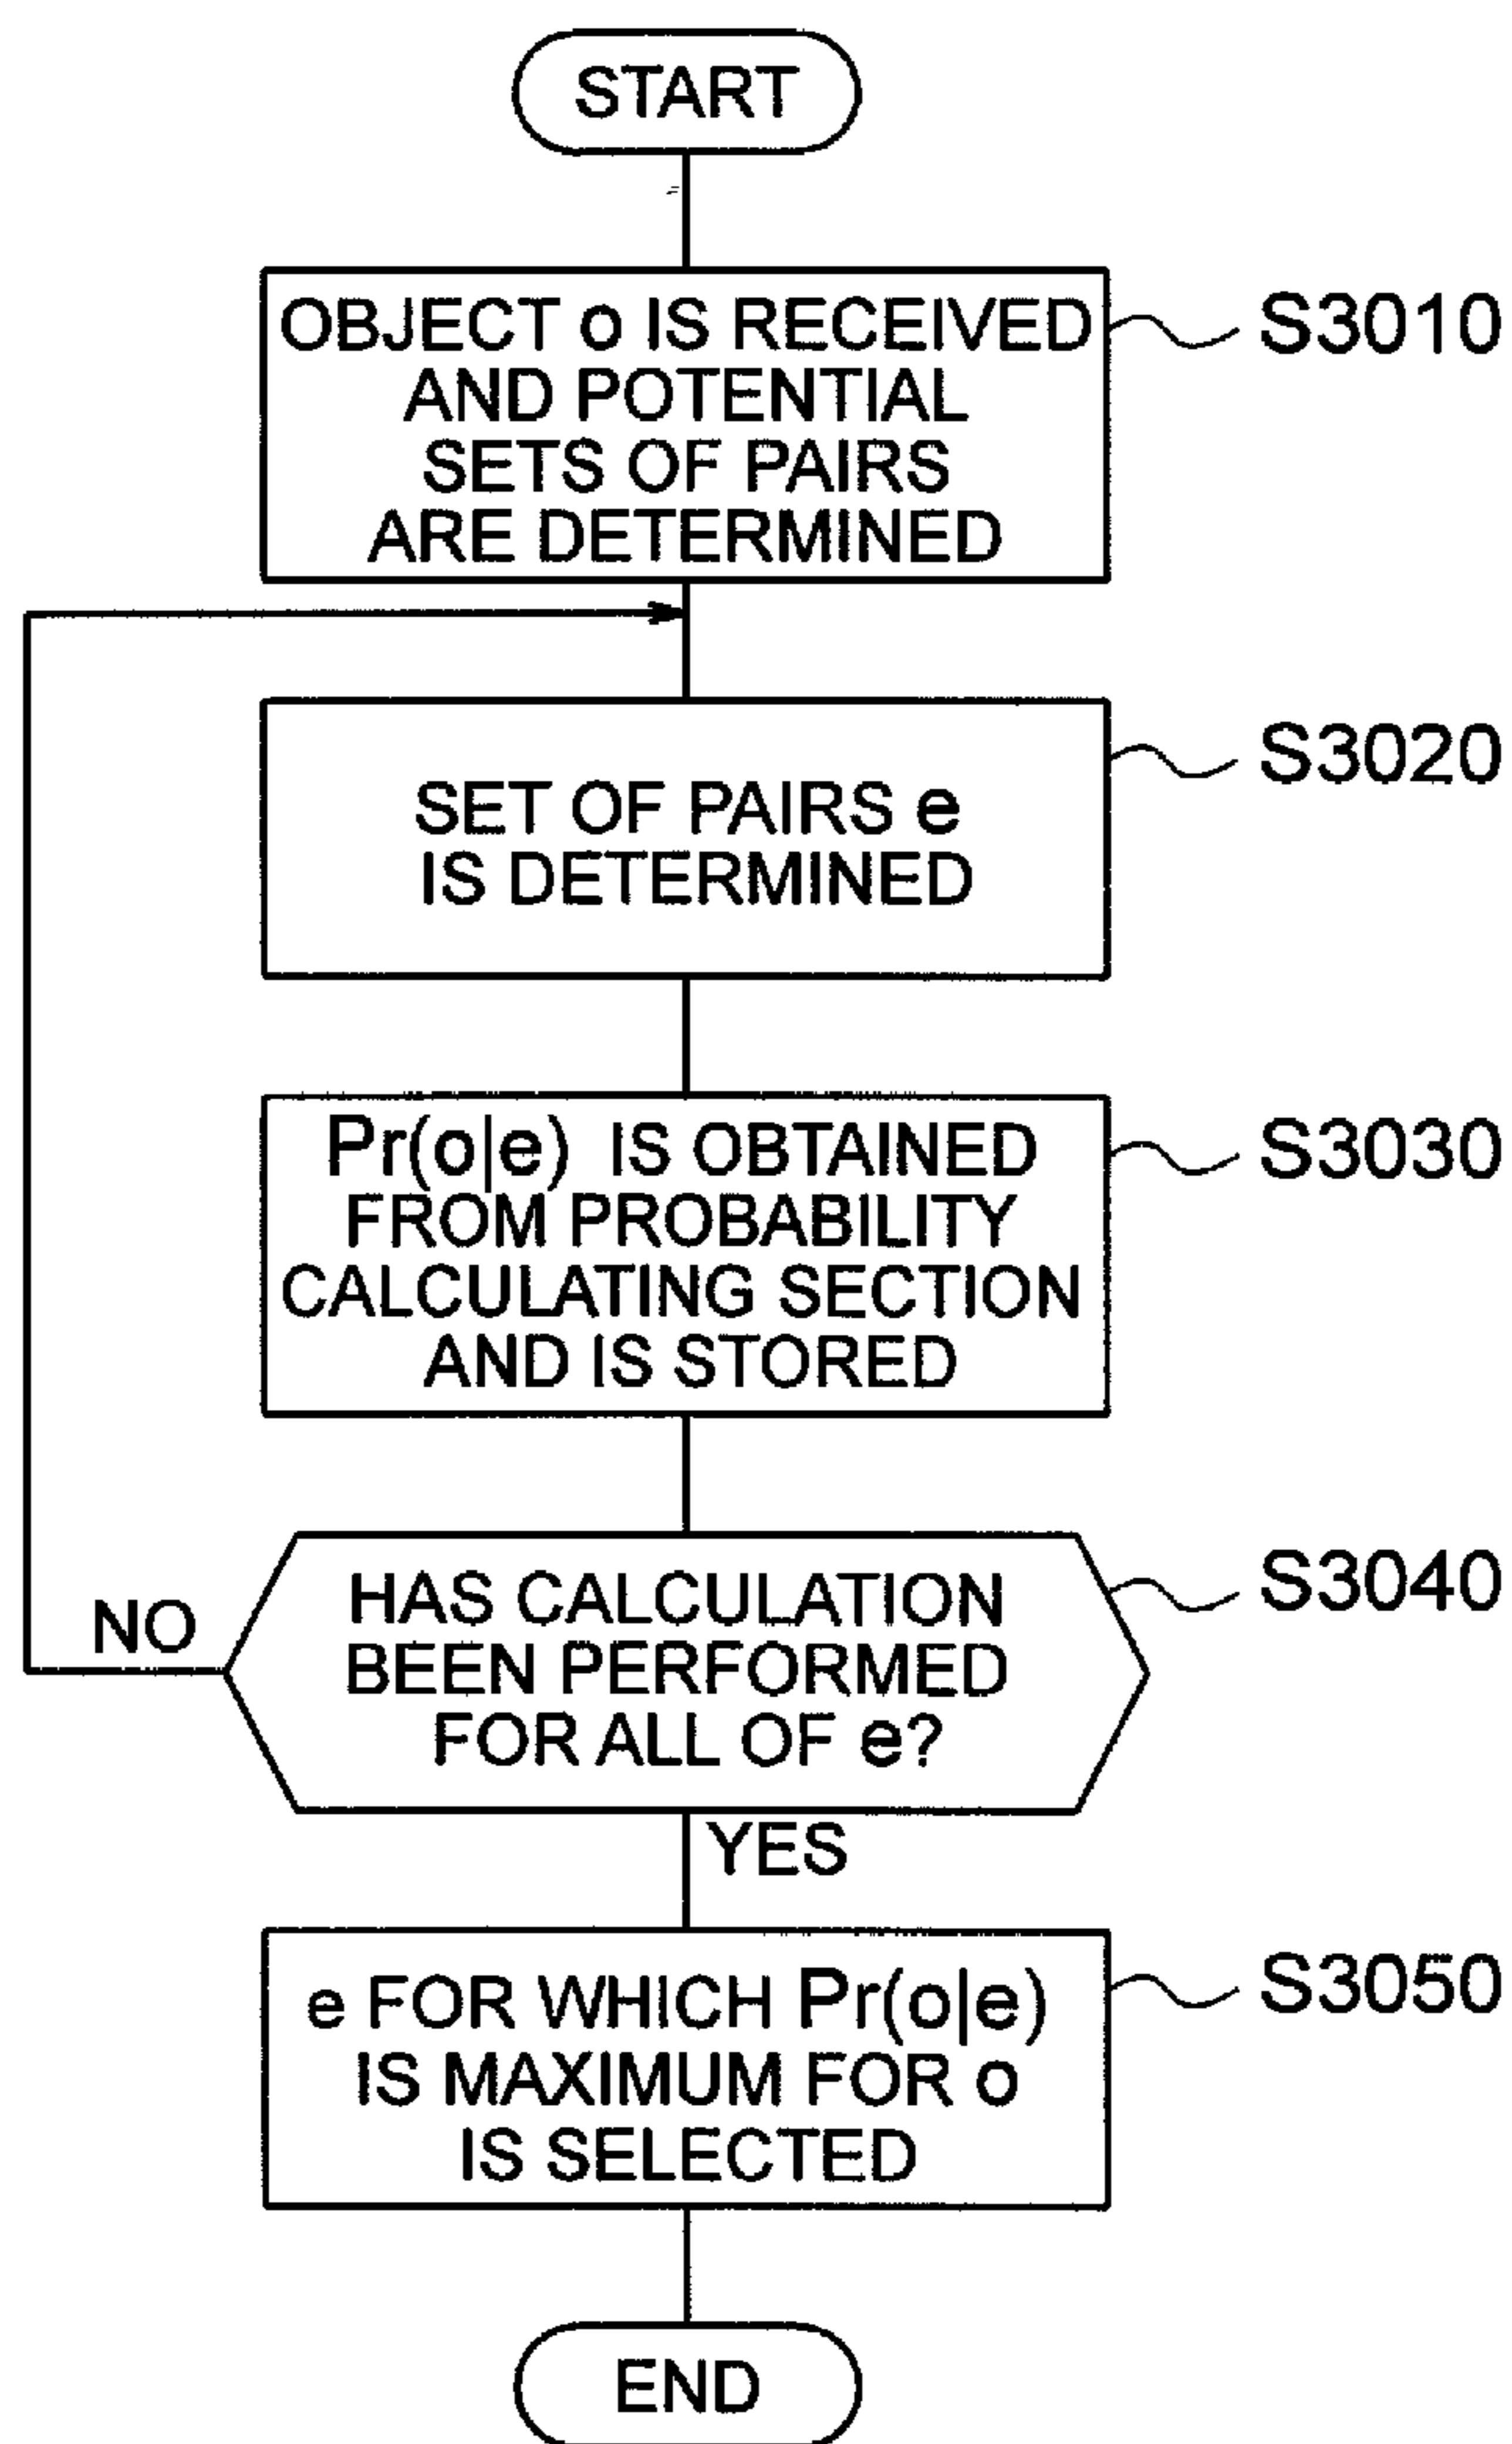 START
OBJECT o IS RECEIVED
AND POTENTIAL
SETS OF PAIRS
ARE DETERMINED
S3010
SET OF PAIRS e
IS DETERMINED
S3020
Pr(o|e) IS OBTAINED
FROM PROBABILITY
CALCULATING SECTION
AND IS STORED
S3030
HAS CALCULATION
BEEN PERFORMED
FOR ALL OF e?
S3040
NO
YES
e FOR WHICH Pr(o|e)
IS MAXIMUM FOR o
IS SELECTED
S3050
END